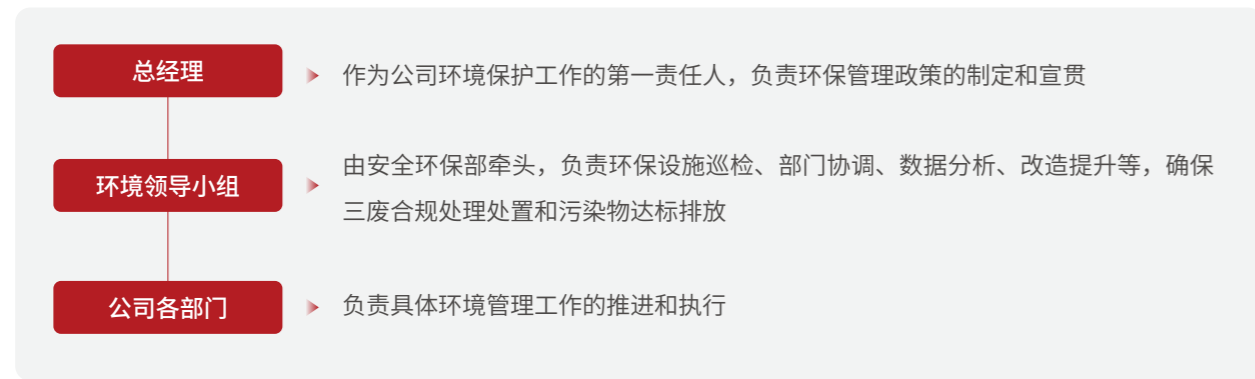 总经理
作为公司环境保护工作的第一责任人，负责环保管理政策的制定和宣贯
环境领导小组
由安全环保部牵头，负责环保设施巡检、部门协调、数据分析、改造提升等，确保
三废合规处理处置和污染物达标排放
公司各部门
负责具体环境管理工作的推进和执行